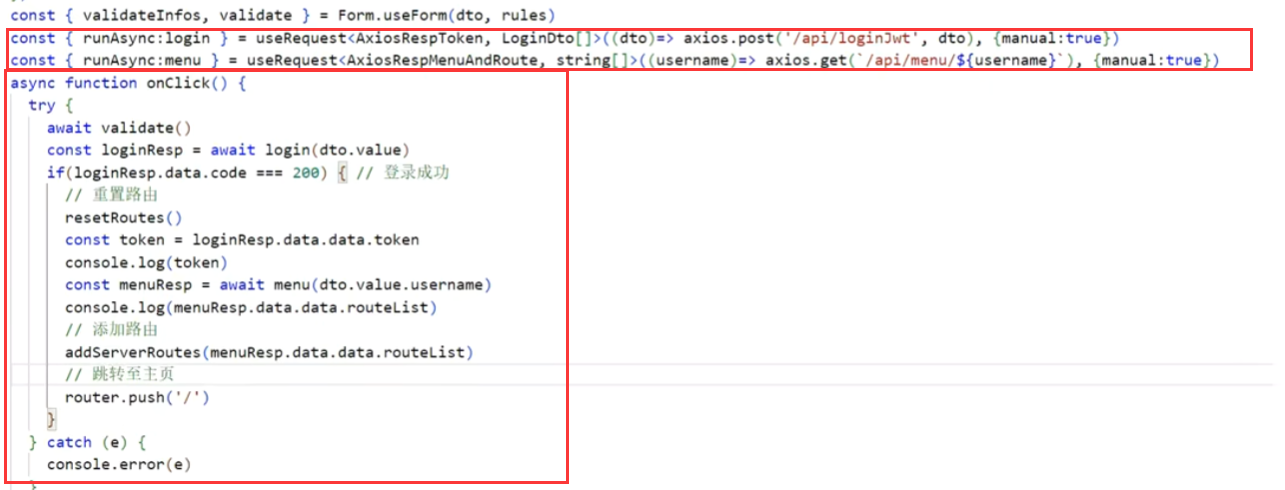 const { validateInfos, validate } = Form.useForm(dto, rules)
const { runAsync:login } = useRequest<AxiosRespToken, LoginDto[]>((dto)=> axios.post('/api/loginJwt', dto), {manual:true})
const { runAsync:menu } = useRequest<AxiosRespMenuAndRoute, string[]>((username)=> axios.get(`/api/menu/${username}`), {manual:true})
async function onClick() {
try {
await validate()
const loginResp = await login(dto.value)
if(loginResp.data.code === 200) { // 登录成功
// 重置路由
resetRoutes()
const token = loginResp.data.data.token
console.log(token)
const menuResp = await menu(dto.value.username)
console.log(menuResp.data.data.routeList)
// 添加路由
addServerRoutes(menuResp.data.data.routeList)
// 跳转至主页
router.push('/')
}
} catch (e) {
console.error(e)